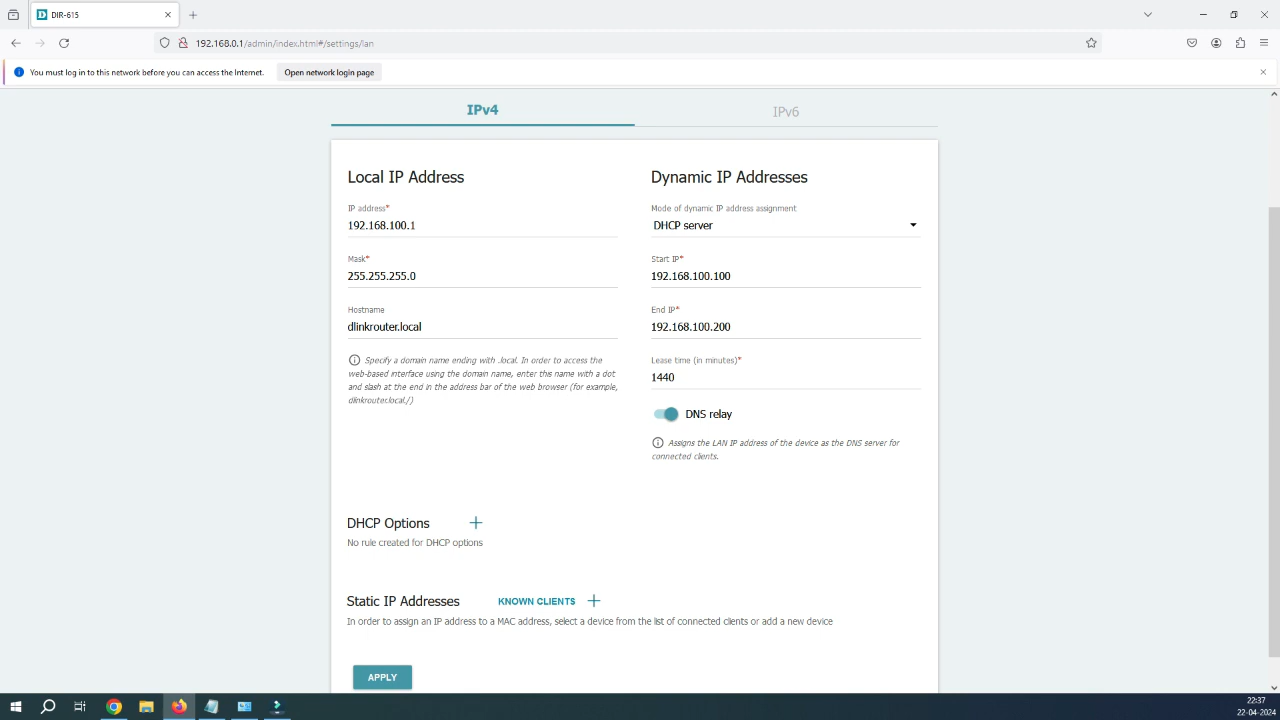 DIR-615
192.168.0.1/admin/index.html#/settings/lan
You must log in to this network before you can access the Internet.
Open network login page
IPv4
IPv6
Local IP Address
IP address*
192.168.100.1
Mask*
255.255.255.0
Hostname
dlinkrouter.local
Specify a domain name ending with .local. In order to access the
web-based interface using the domain name, enter this name with a dot
and slash at the end in the address bar of the web browser (for example,
dlinkrouter.local./)
Dynamic IP Addresses
Mode of dynamic IP address assignment
DHCP server
Start IP*
192.168.100.100
End IP*
192.168.100.200
Lease time (in minutes)*
1440
DNS relay
Assigns the LAN IP address of the device as the DNS server for
connected clients.
DHCP Options
No rule created for DHCP options
Static IP Addresses
KNOWN CLIENTS
In order to assign an IP address to a MAC address, select a device from the list of connected clients or add a new device
APPLY
22:37
22-04-2024